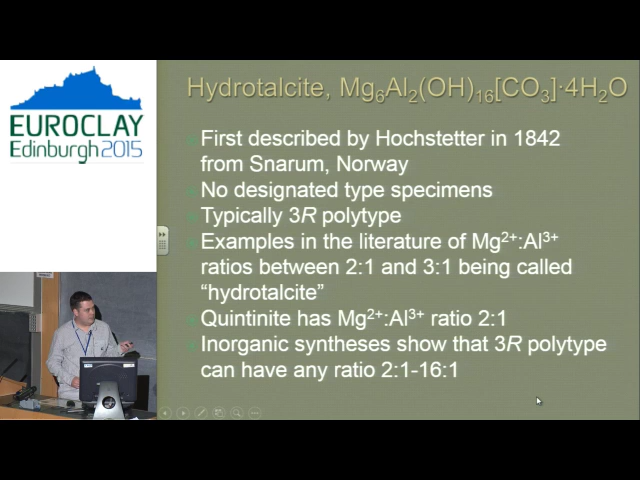 EUROCLAY
Edinburgh 2015
Hydrotalcite, Mg₆Al₂(OH)₁₆[CO₃]·4H₂O
First described by Hochstetter in 1842
from Snarum, Norway
No designated type specimens
Typically 3R polytype
Examples in the literature of Mg²⁺:Al³⁺
ratios between 2:1 and 3:1 being called
“hydrotalcite”
Quintinite has Mg²⁺:Al³⁺ ratio 2:1
Inorganic syntheses show that 3R polytype
can have any ratio 2:1-16:1